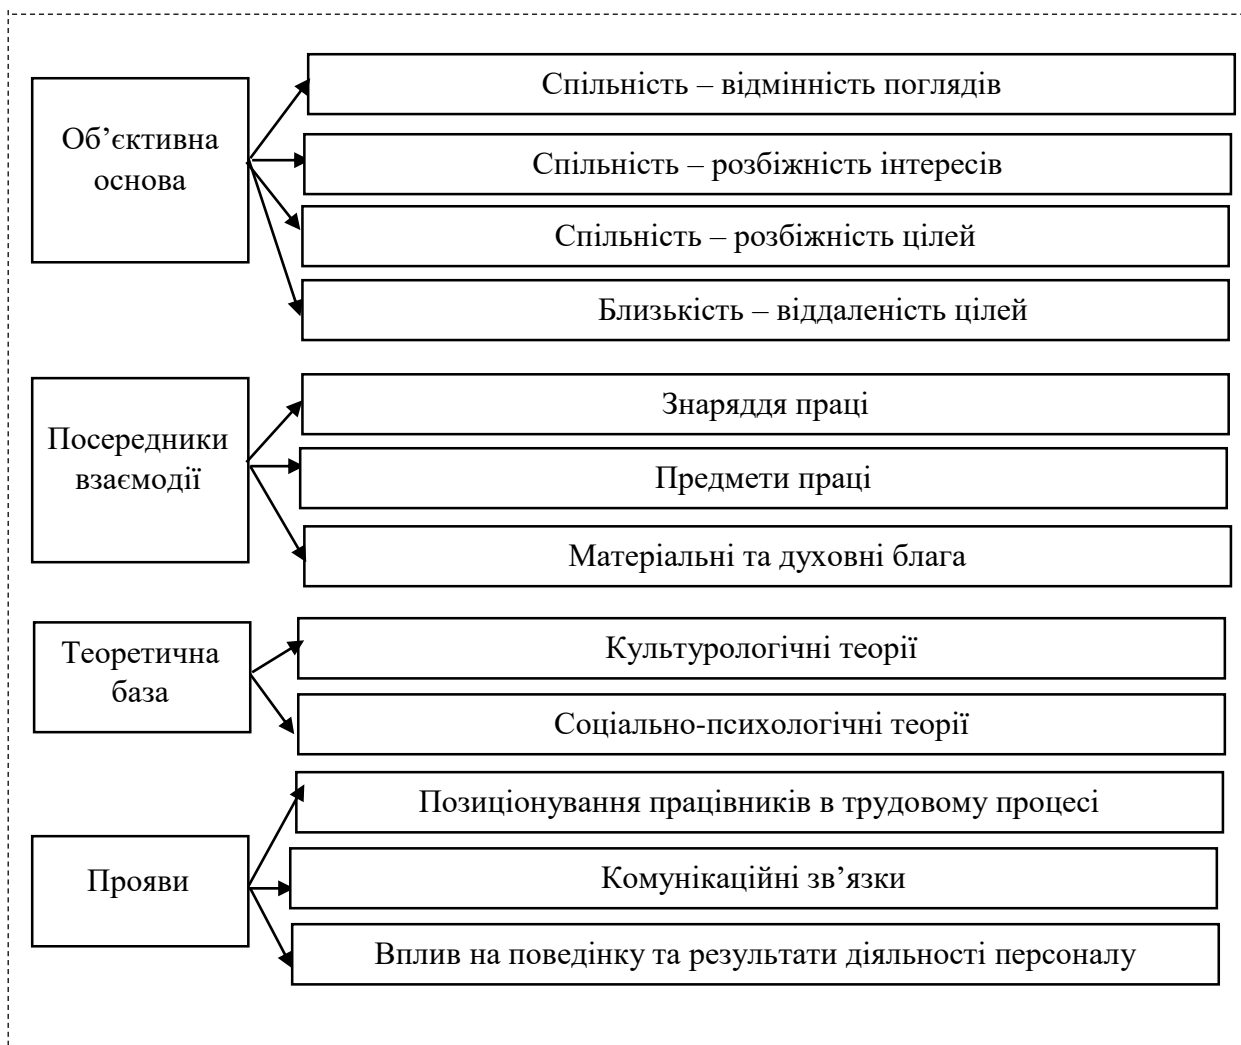 Об’єктивна
основа
Спільність – відмінність поглядів
Спільність – розбіжність інтересів
Спільність – розбіжність цілей
Близькість – віддаленість цілей
Посередники
взаємодії
Знаряддя праці
Предмети праці
Матеріальні та духовні блага
Теоретична
база
Культурологічні теорії
Соціально-психологічні теорії
Прояви
Позиціонування працівників в трудовому процесі
Комунікаційні зв’язки
Вплив на поведінку та результати діяльності персоналу